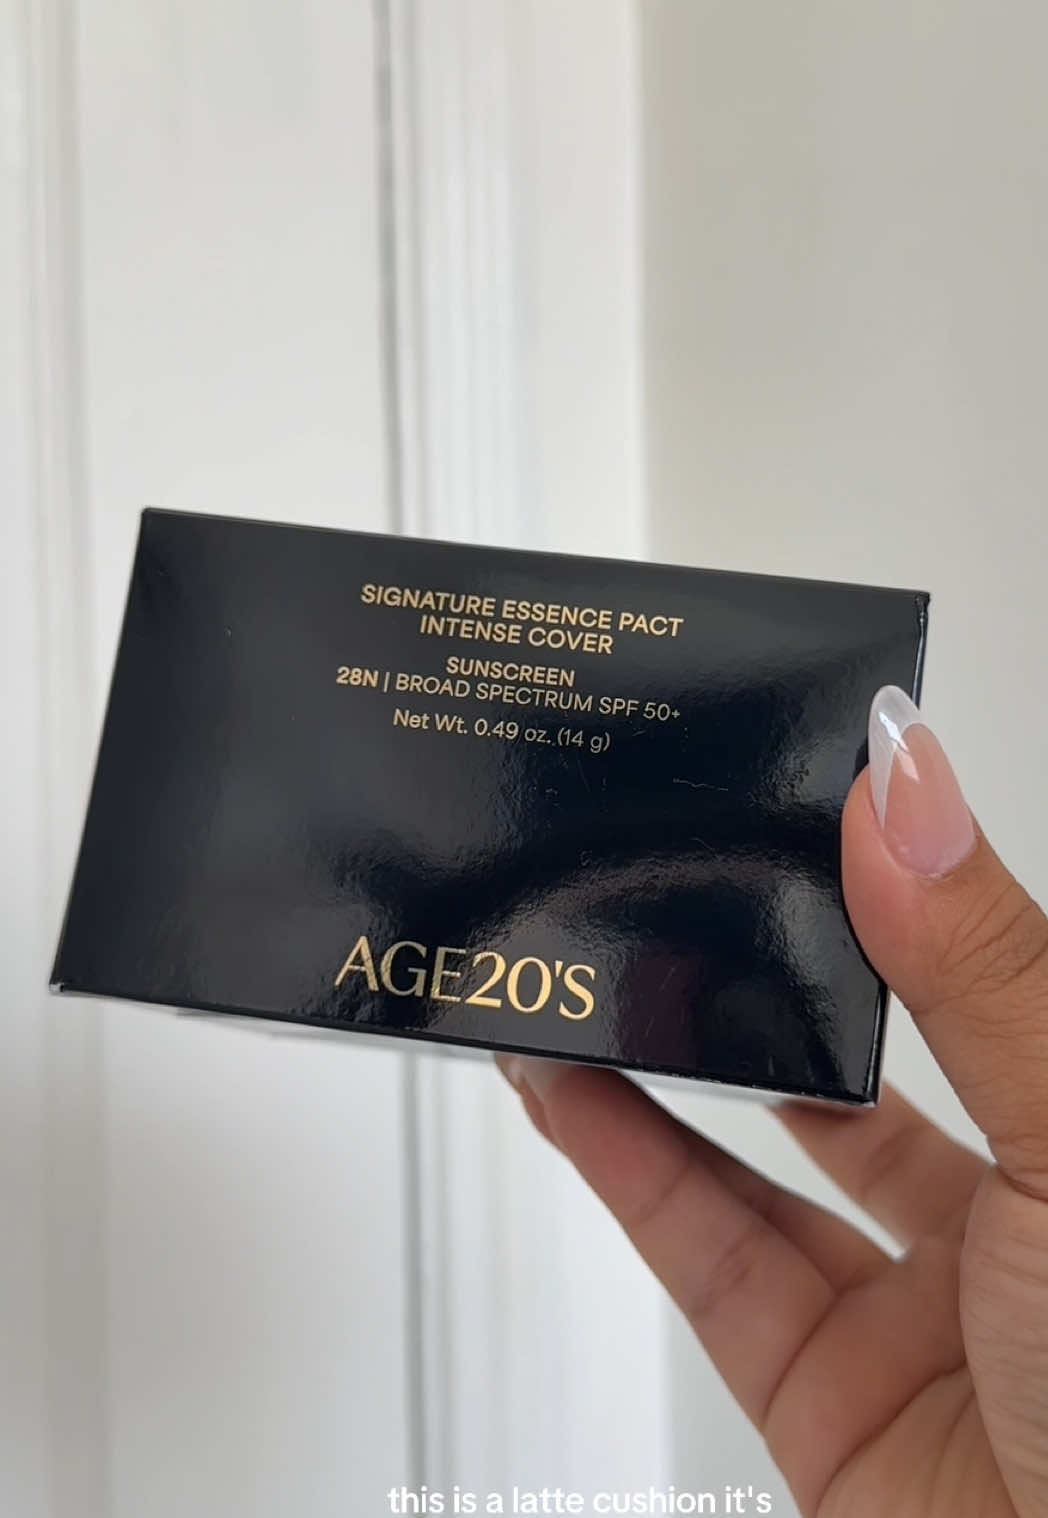 SIGNATURE ESSENCE PACT
INTENSE COVER
SUNSCREEN
28N | BROAD SPECTRUM SPF 50+
Net Wt. 0.49 oz. (14 g)
AGE20'S
this is a latte cushion it's